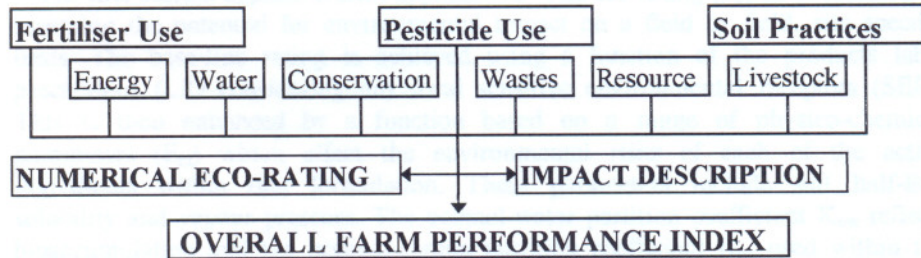 Fertiliser Use Pesticide Use Soil Practices
Energy Water Conservation Wastes Resource Livestock
NUMERICAL ECO-RATING IMPACT DESCRIPTION
OVERALL FARM PERFORMANCE INDEX